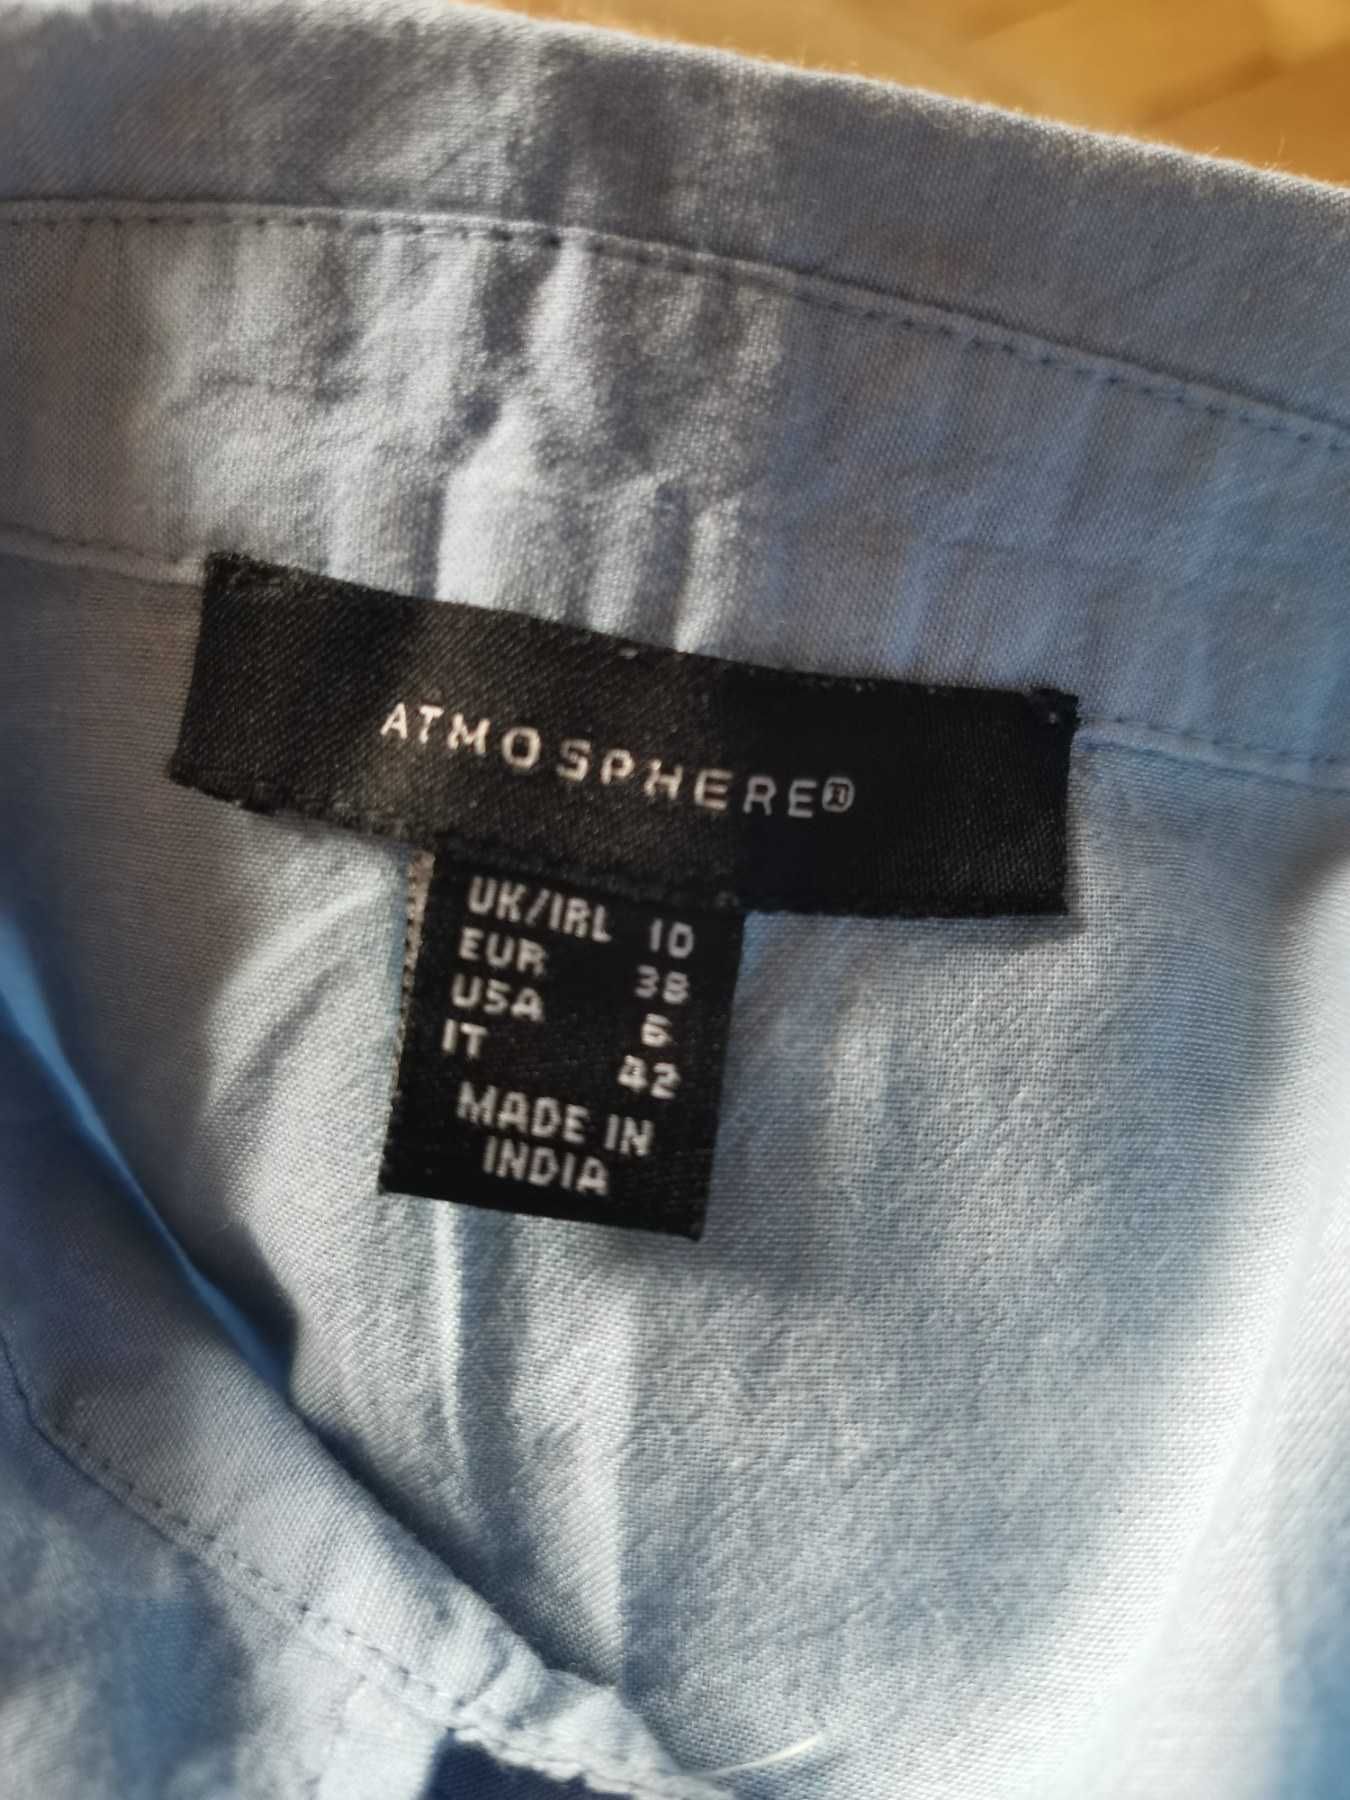 ATMOSPHERE®
UK/IRL 10
EUR 38
USA 6
IT 42
MADE IN
INDIA